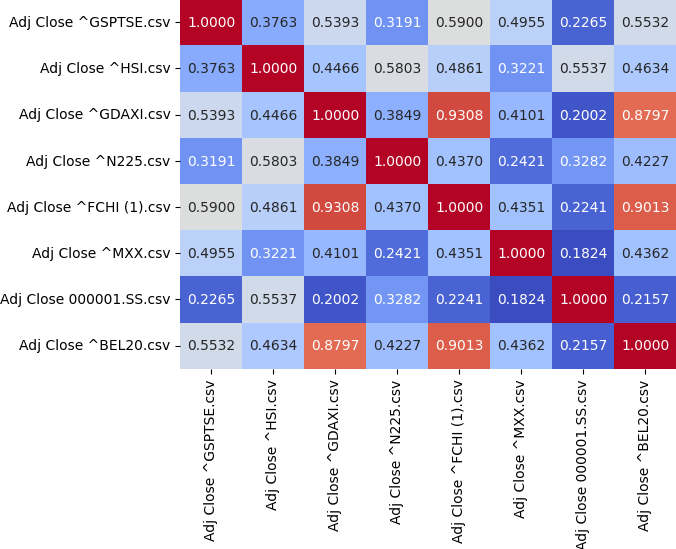 Adj Close ^GSPTSE.csv 1.0000 0.3763 0.5393 0.3191 0.5900 0.4955 0.2265 0.5532
Adj Close ^HSI.csv 0.3763 1.0000 0.4466 0.5803 0.4861 0.3221 0.5537 0.4634
Adj Close ^GDAXI.csv 0.5393 0.4466 1.0000 0.3849 0.9308 0.4101 0.2002 0.8797
Adj Close ^N225.csv 0.3191 0.5803 0.3849 1.0000 0.4370 0.2421 0.3282 0.4227
Adj Close ^FCHI (1).csv 0.5900 0.4861 0.9308 0.4370 1.0000 0.4351 0.2241 0.9013
Adj Close ^MXX.csv 0.4955 0.3221 0.4101 0.2421 0.4351 1.0000 0.1824 0.4362
Adj Close 000001.SS.csv 0.2265 0.5537 0.2002 0.3282 0.2241 0.1824 1.0000 0.2157
Adj Close ^BEL20.csv 0.5532 0.4634 0.8797 0.4227 0.9013 0.4362 0.2157 1.0000
Adj Close ^GSPTSE.csv
Adj Close ^HSI.csv
Adj Close ^GDAXI.csv
Adj Close ^N225.csv
Adj Close ^FCHI (1).csv
Adj Close ^MXX.csv
Adj Close 000001.SS.csv
Adj Close ^BEL20.csv